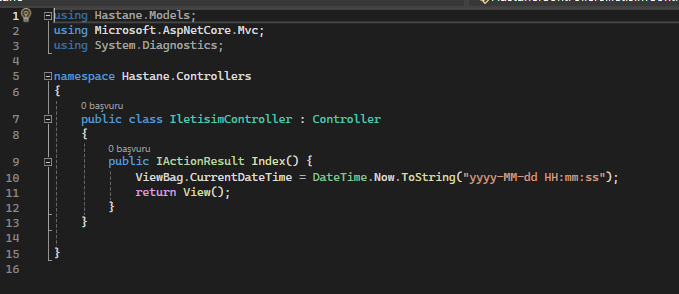 1 using Hastane.Models;
2 using Microsoft.AspNetCore.Mvc;
3 using System.Diagnostics;
4
5 namespace Hastane.Controllers
6 {
0 başvuru
7 public class IletisimController : Controller
8 {
0 başvuru
9 public IActionResult Index() {
10 ViewBag.CurrentDateTime = DateTime.Now.ToString("yyyy-MM-dd HH:mm:ss");
11 return View();
12 }
13 }
14
15 }
16